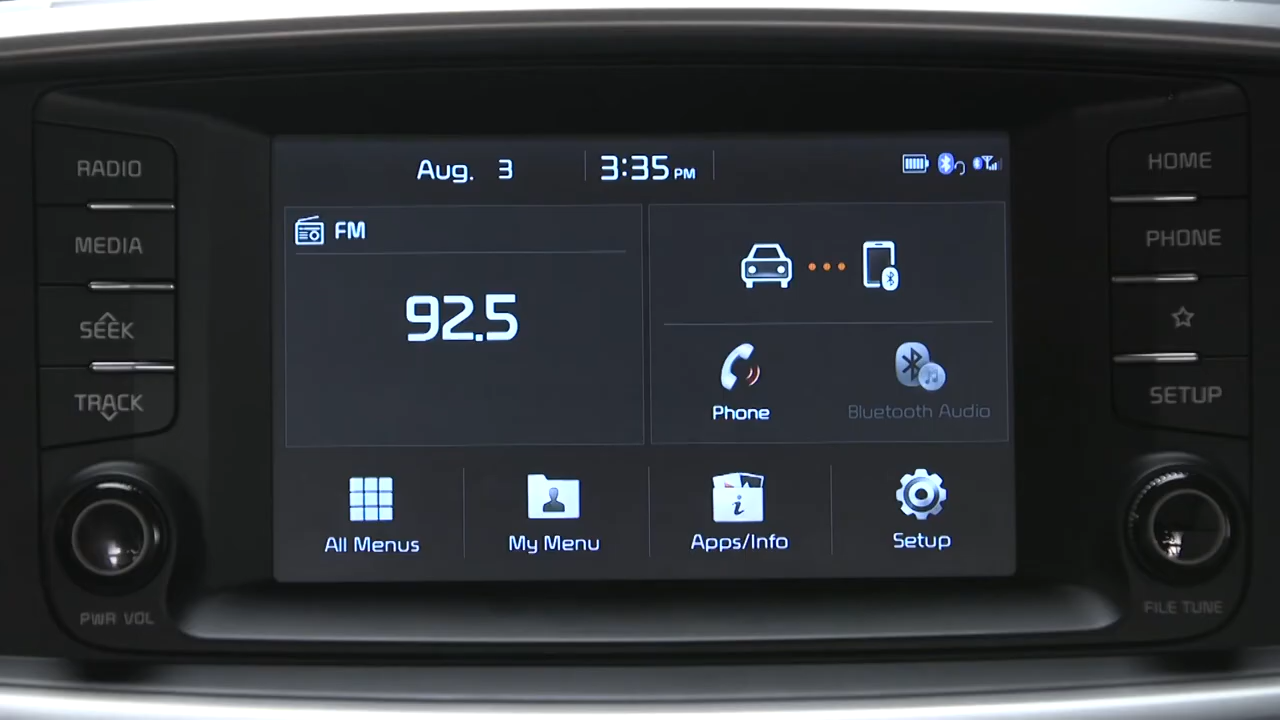 RADIO
MEDIA
SEEK
TRACK
PWR VOL
Aug. 3
3:35 PM
FM
92.5
Phone
Bluetooth Audio
All Menus
My Menu
Apps/Info
Setup
HOME
PHONE
SETUP
FILE TUNE